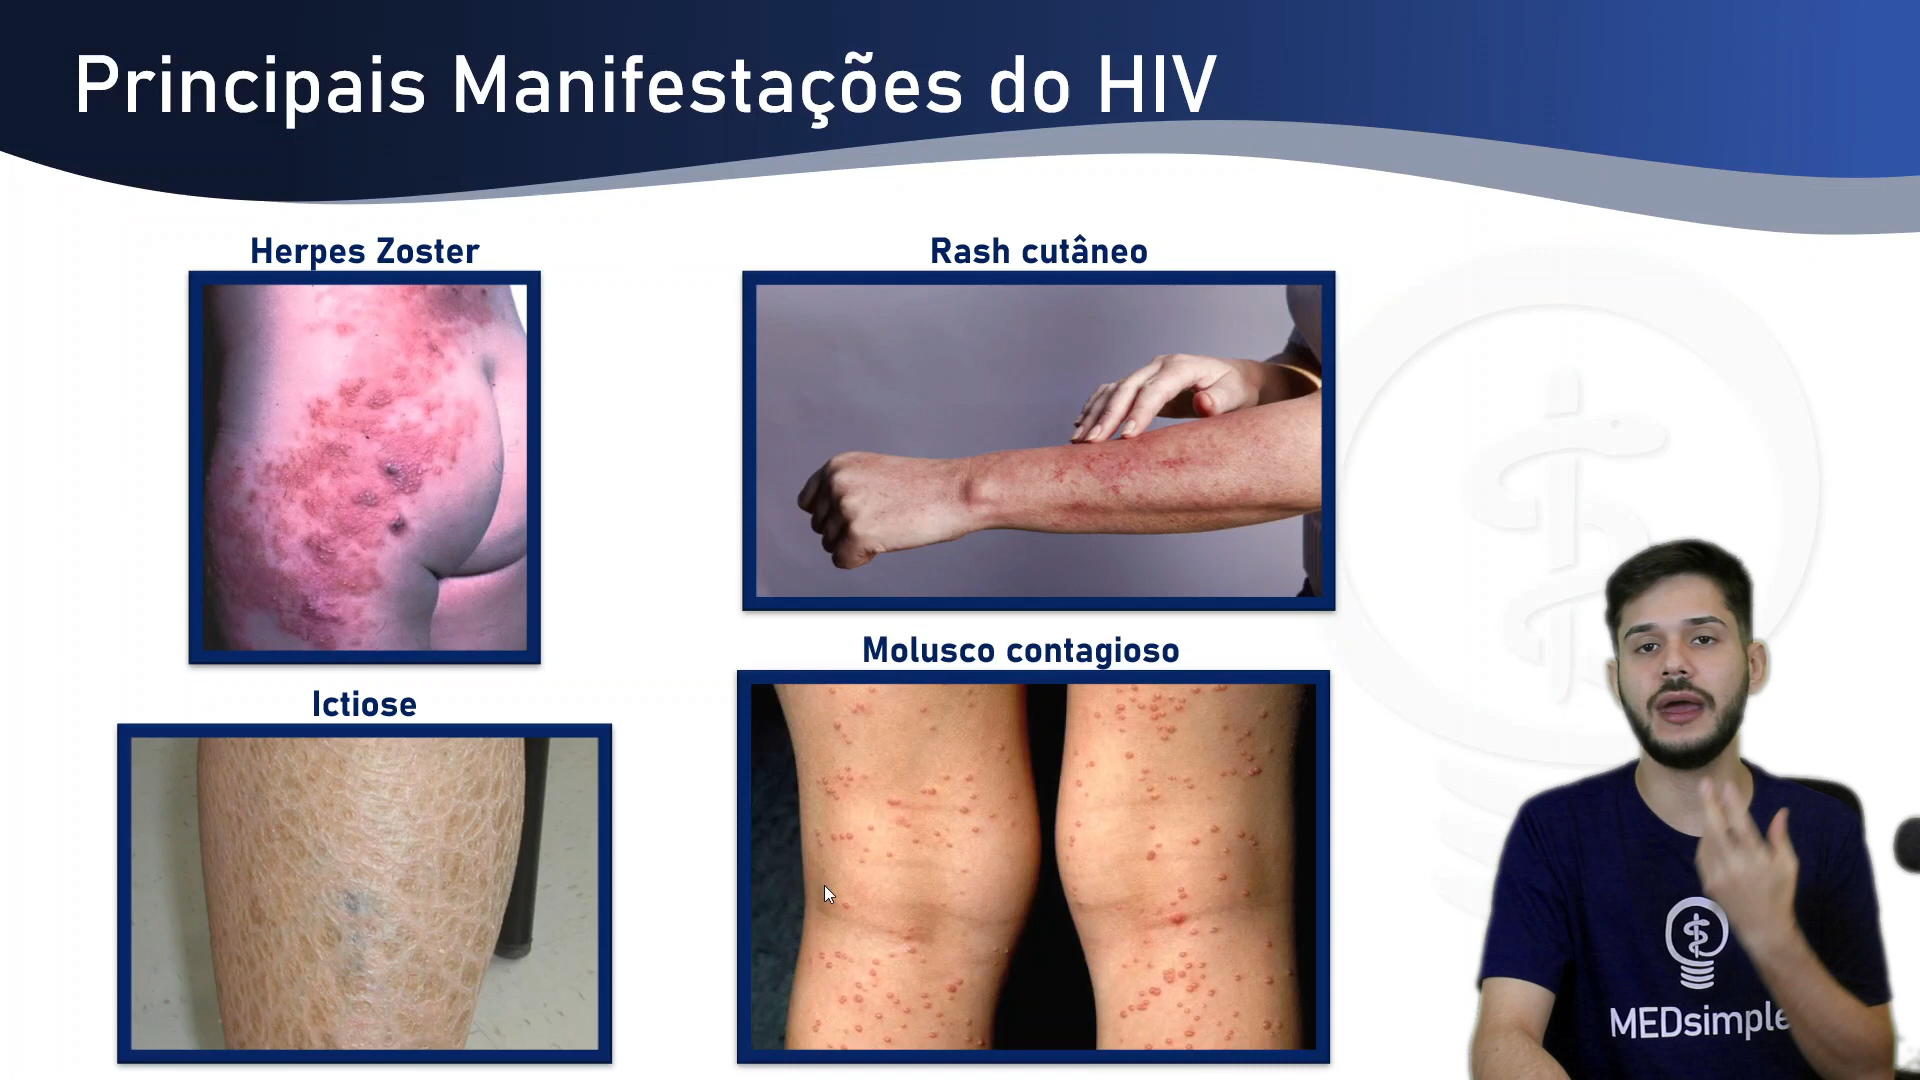 Principais Manifestações do HIV
Herpes Zoster
Rash cutâneo
Molusco contagioso
Ictiose
MEDsimple